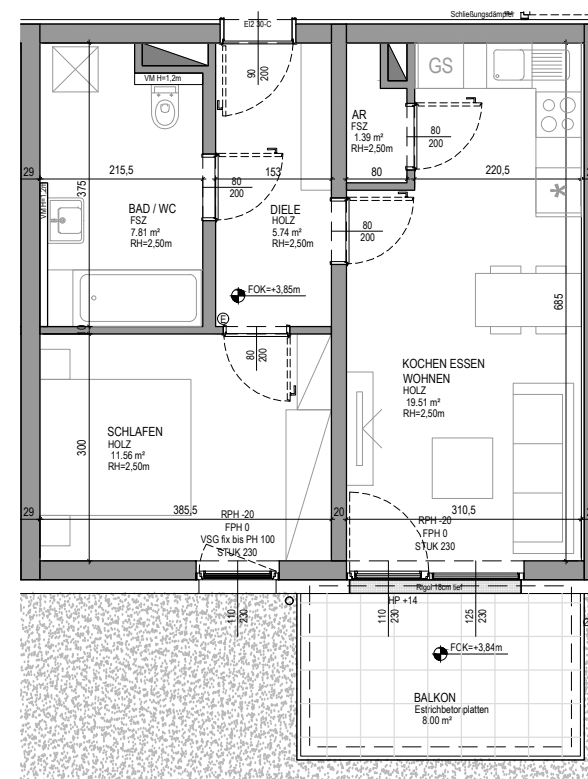 Schließungsdämpfer
EI2 30-C
90
200
VM H=1,2m
GS
AR
FSZ
1.39 m²
RH=2,50m
80
200
29
215,5
153
80
220,5
375
VM H=1,2m
80
200
BAD / WC
FSZ
7.81 m²
RH=2,50m
DIELE
HOLZ
5.74 m²
RH=2,50m
80
200
FOK=+3,85m
E
685
10
80
200
KOCHEN ESSEN
WOHNEN
HOLZ
19.51 m²
RH=2,50m
SCHLAFEN
HOLZ
11.56 m²
RH=2,50m
300
29
385,5
20
310,5
RPH -20
FPH 0
VSG fix bis PH 100
STUK 230
RPH -20
FPH 0
STUK 230
Rigol 18cm tief
HP +14
110
230
110
230
125
230
FOK=+3,84m
BALKON
Estrichbetonplatten
8.00 m²